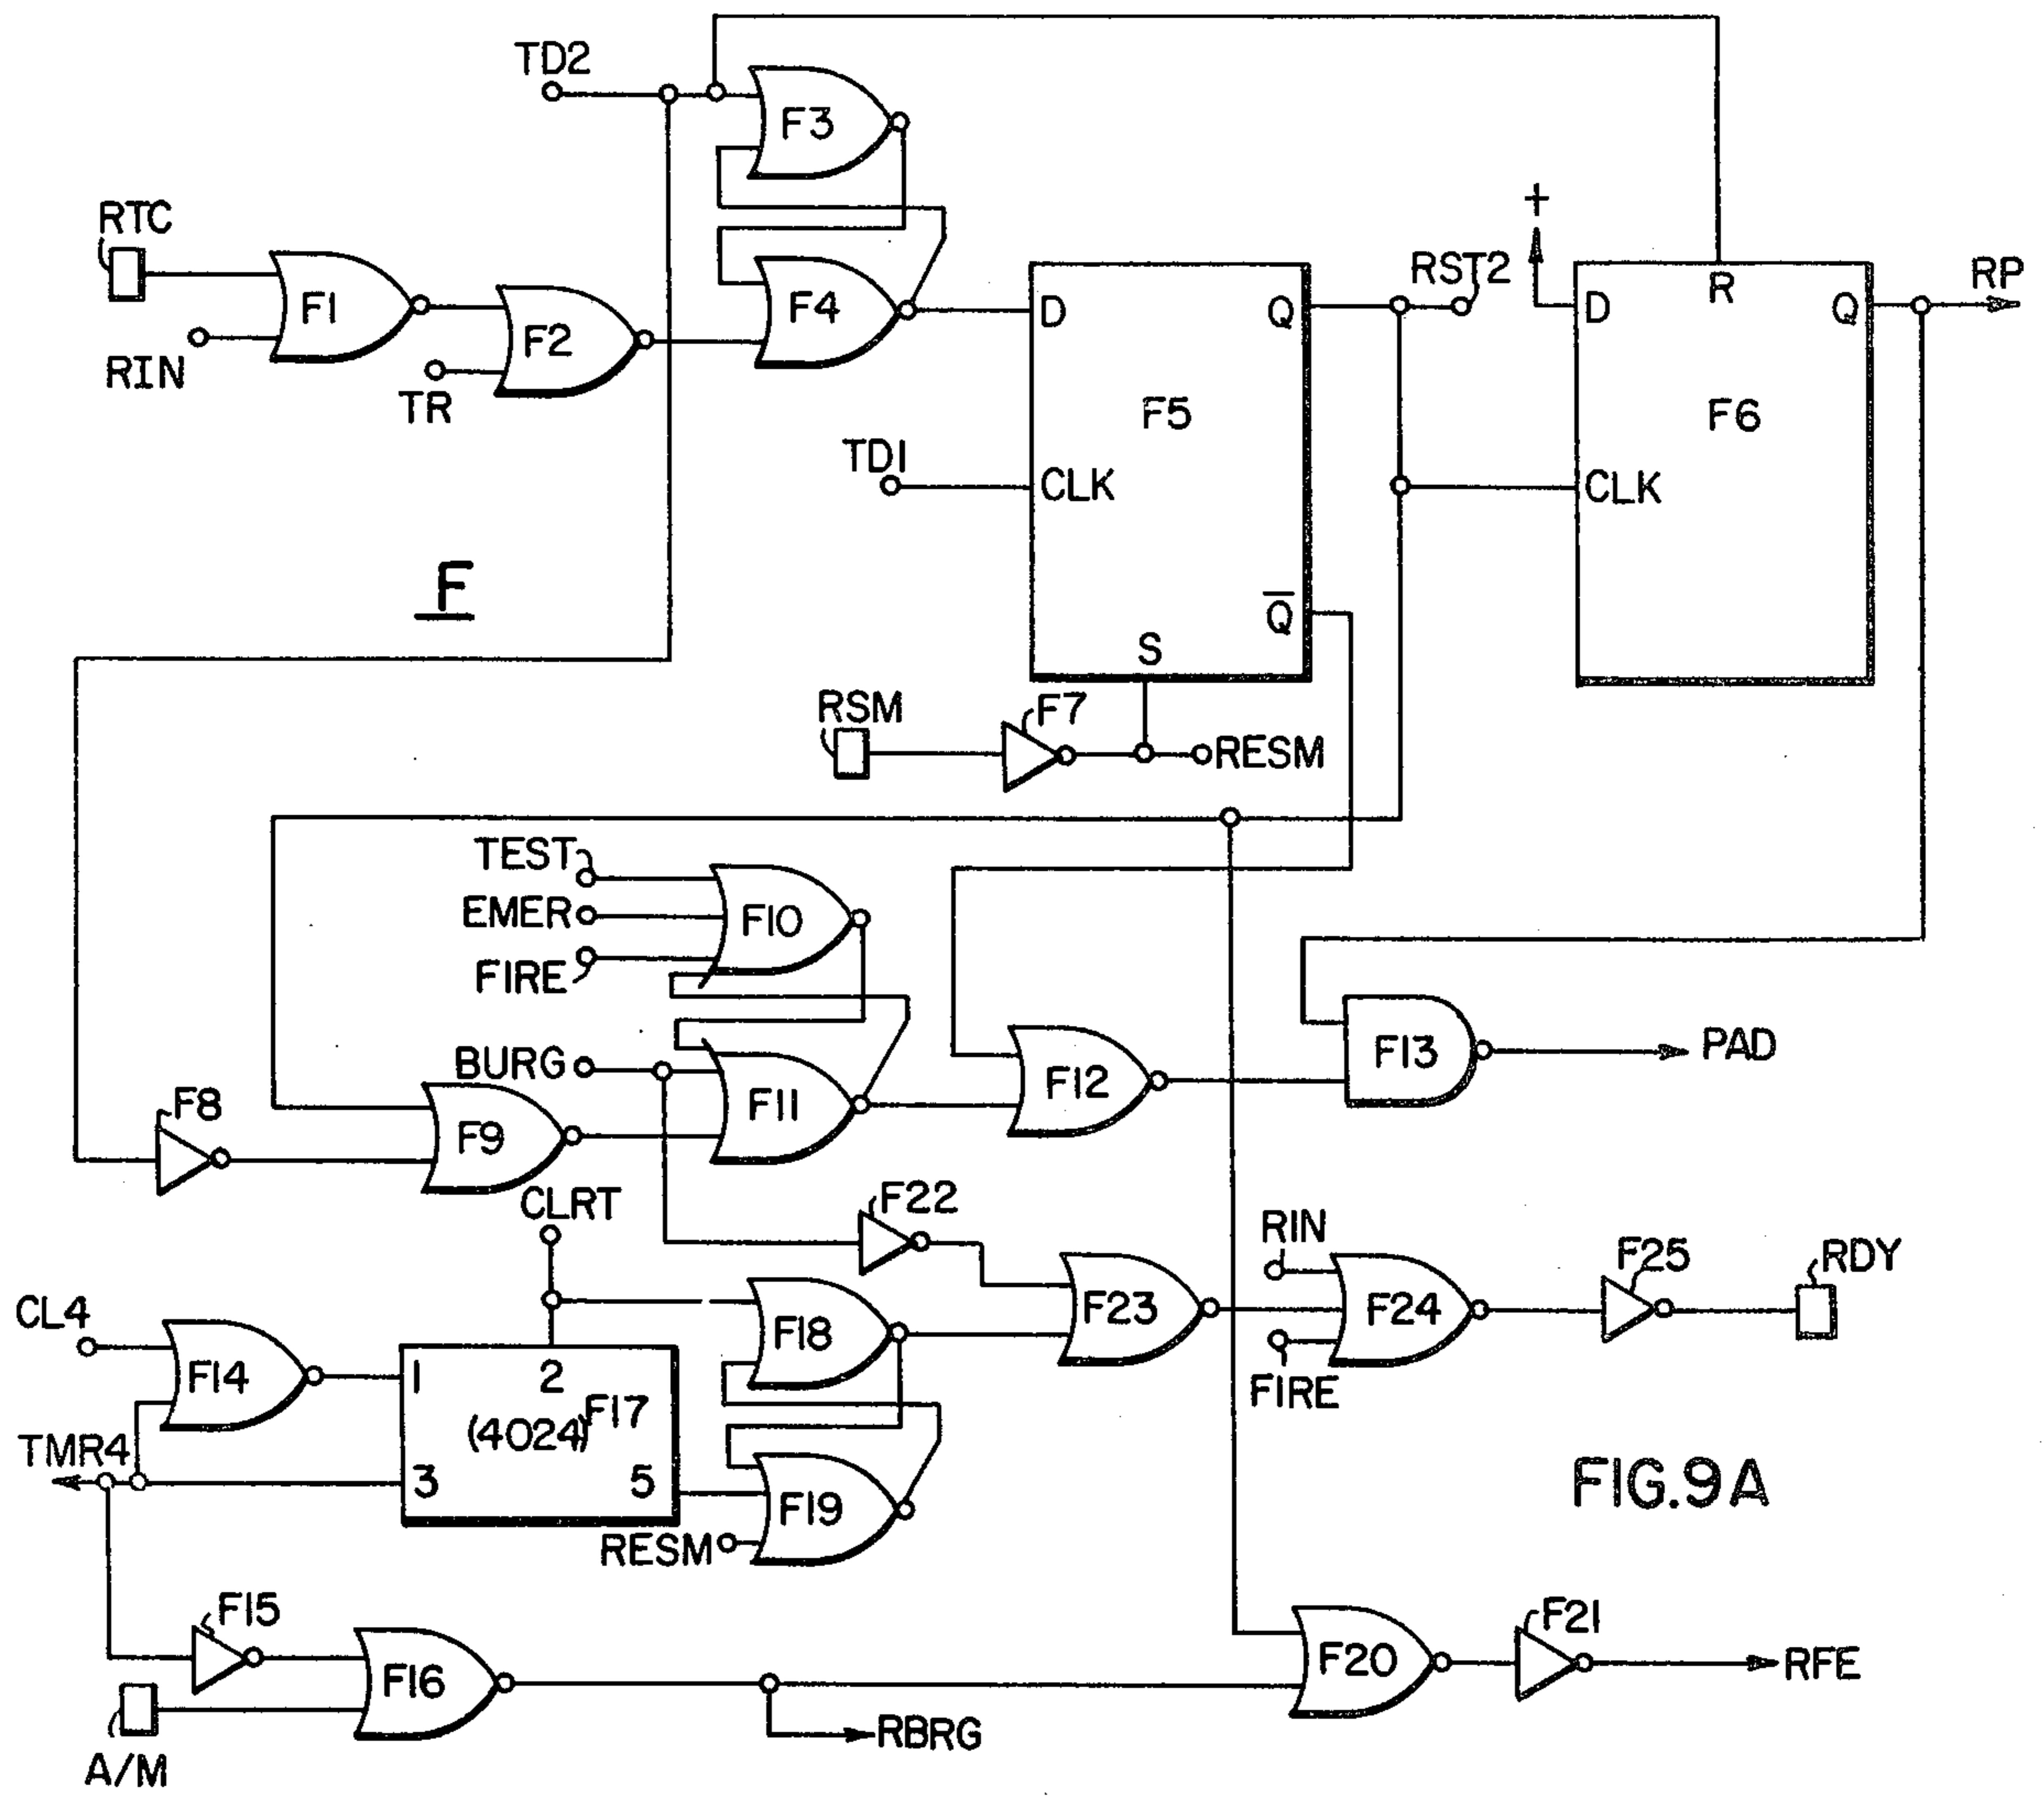 TD2
F3
RTC
F1
RIN
F2
TR
F4
D
Q
F5
TD1
CLK
Q̅
S
RST2
+
R
D
Q
F6
CLK
RP
F
RSM
F7
RESM
TEST
EMER
FIRE
F10
BURG
F11
F12
F13
PAD
F8
F9
CLRT
F22
CL4
F14
1
2
(4024)
F17
3
5
TMR4
F18
F19
RESM
F23
RIN
F24
FIRE
F25
RDY
FIG.9A
F15
F16
A/M
RBRG
F20
F21
RFE